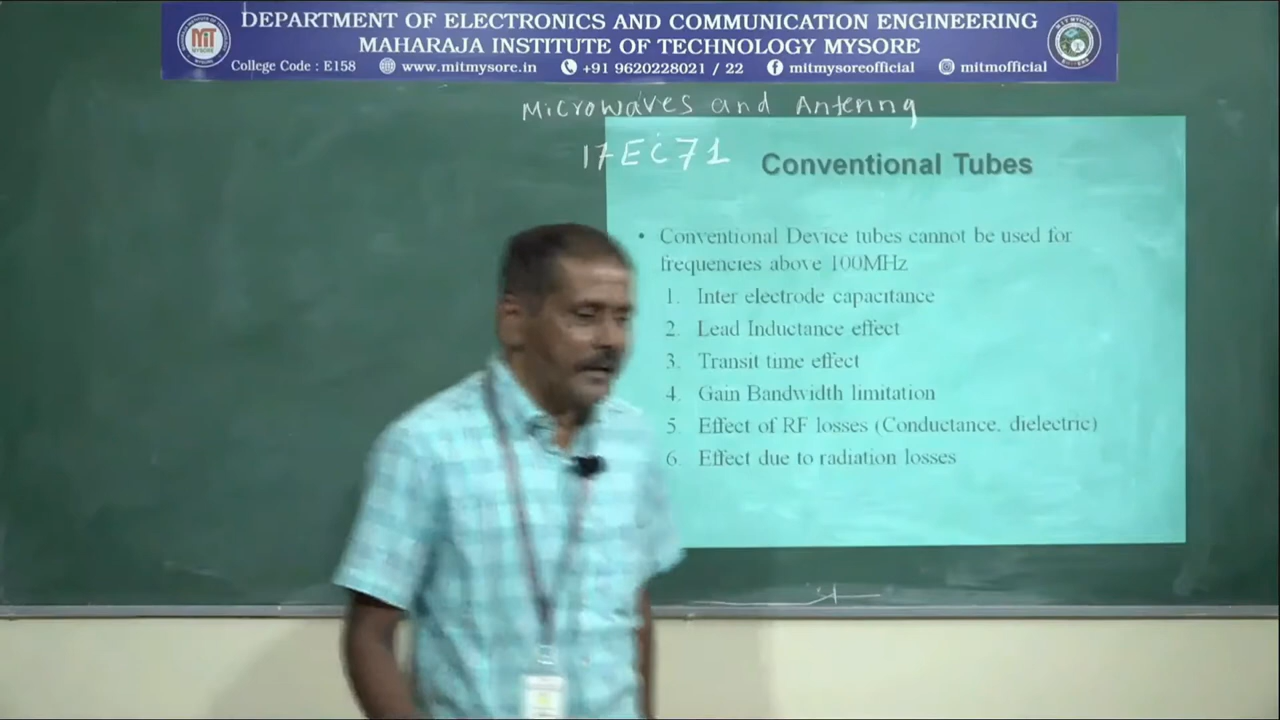 DEPARTMENT OF ELECTRONICS AND COMMUNICATION ENGINEERING
MAHARAJA INSTITUTE OF TECHNOLOGY MYSORE
College Code : E158 www.mitmysore.in +91 9620228021 / 22 mitmysoreofficial mitmofficial
MIT
MYSORE
Microwaves and Antenna
17EC71
Conventional Tubes
• Conventional Device tubes cannot be used for
frequencies above 100MHz
1. Inter electrode capacitance
2. Lead Inductance effect
3. Transit time effect
4. Gain Bandwidth limitation
5. Effect of RF losses (Conductance, dielectric)
6. Effect due to radiation losses